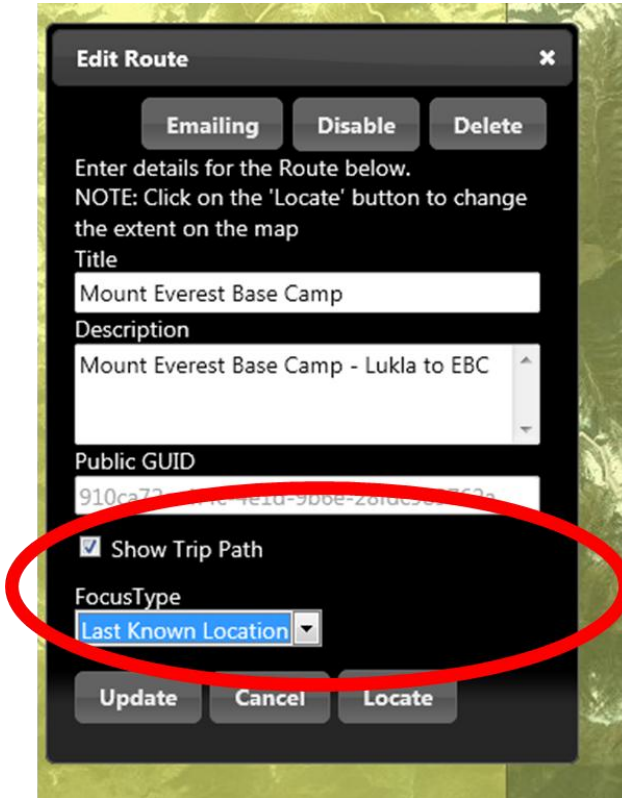 Edit Route
Emailing Disable Delete
Enter details for the Route below.
NOTE: Click on the 'Locate' button to change
the extent on the map
Title
Mount Everest Base Camp
Description
Mount Everest Base Camp - Lukla to EBC
Public GUID
Show Trip Path
FocusType
Last Known Location
Update Cancel Locate